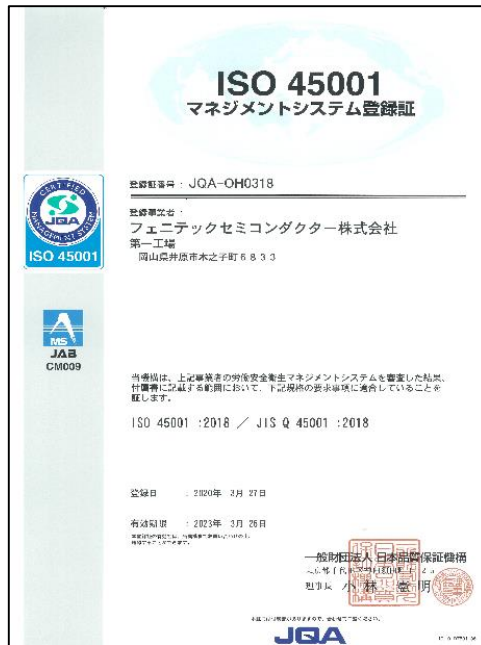 ISO 45001
マネジメントシステム登録証
登録証番号 : JQA-OH0318
登録事業者 :
フェニテックセミコンダクター株式会社
第一工場
岡山県井原市木之子町6833
CERTIFIED
MANAGEMENT SYSTEM
JQA
ISO 45001
MS
JAB
CM009
当機構は、上記事業者の労働安全衛生マネジメントシステムを審査した結果、
付属書に記載する範囲において、下記規格の要求事項に適合していることを
証します。
ISO 45001 :2018 / JIS Q 45001 :2018
登録日 : 2020年 3月 27日
有効期限 : 2023年 3月 26日
一般財団法人 日本品質保証機構
理事長 小林 憲明
JQA